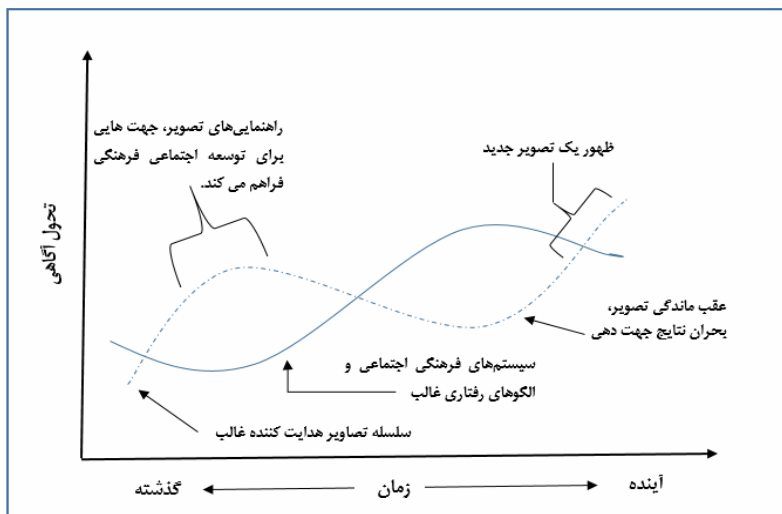 راهنمایی‌های تصویر، جهت هایی
برای توسعه اجتماعی فرهنگی
فراهم می کند.
ظهور یک تصویر جدید
تحول آگاهی
عقب ماندگی تصویر،
بحران نتایج جهت دهی
سیستم‌های فرهنگی اجتماعی و
الگوهای رفتاری غالب
سلسله تصاویر هدایت کننده غالب
گذشته
زمان
آینده